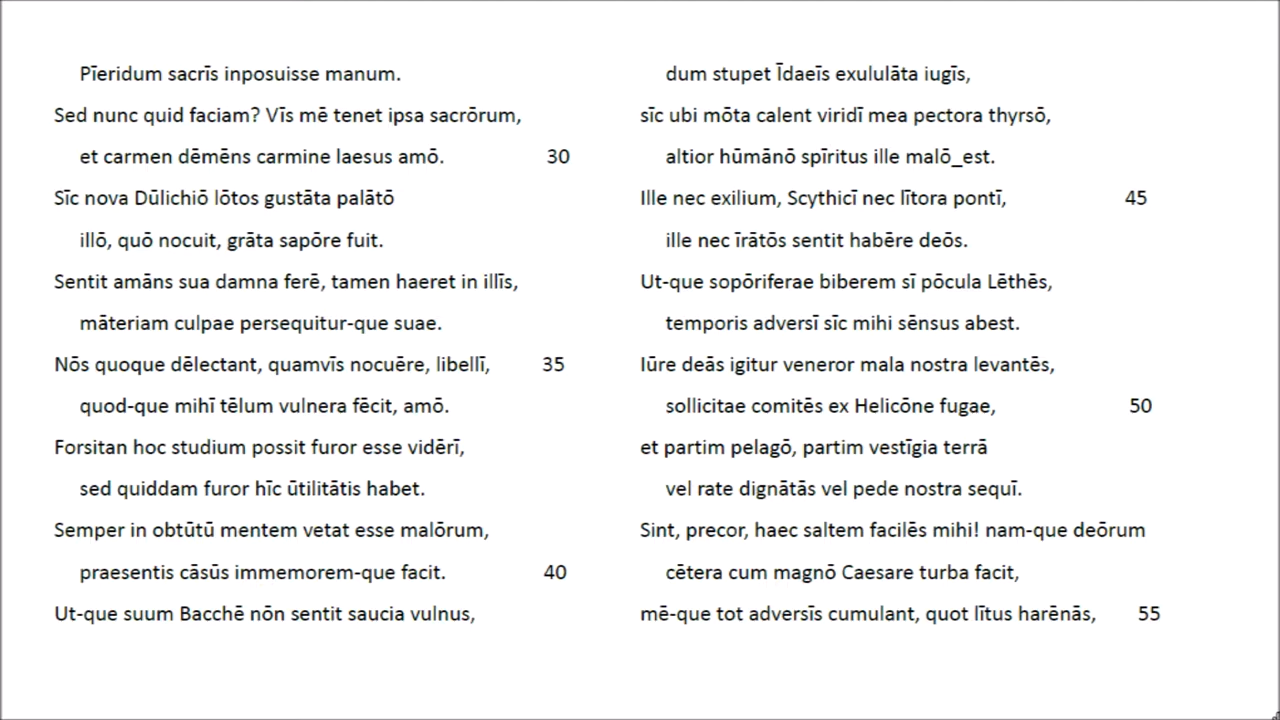 Pīeridum sacrīs inposuisse manum.
Sed nunc quid faciam? Vīs mē tenet ipsa sacrōrum,
et carmen dēmēns carmine laesus amō. 30
Sīc nova Dūlichiō lōtos gustāta palātō
illō, quō nocuit, grāta sapōre fuit.
Sentit amāns sua damna ferē, tamen haeret in illīs,
māteriam culpae persequitur-que suae.
Nōs quoque dēlectant, quamvīs nocuēre, libellī, 35
quod-que mihī tēlum vulnera fēcit, amō.
Forsitan hoc studium possit furor esse vidērī,
sed quiddam furor hīc ūtilitātis habet.
Semper in obtūtū mentem vetat esse malōrum,
praesentis cāsūs immemorem-que facit. 40
Ut-que suum Bacchē nōn sentit saucia vulnus,
dum stupet Īdaeīs exululāta iugīs,
sīc ubi mōta calent viridī mea pectora thyrsō,
altior hūmānō spīritus ille malō_est.
Ille nec exilium, Scythicī nec lītora pontī, 45
ille nec īrātōs sentit habēre deōs.
Ut-que sopōriferae biberem sī pōcula Lēthēs,
temporis adversī sīc mihi sēnsus abest.
Iūre deās igitur veneror mala nostra levantēs,
sollicitae comitēs ex Helicōne fugae, 50
et partim pelagō, partim vestīgia terrā
vel rate dignātās vel pede nostra sequī.
Sint, precor, haec saltem facilēs mihi! nam-que deōrum
cētera cum magnō Caesare turba facit,
mē-que tot adversīs cumulant, quot lītus harēnās, 55